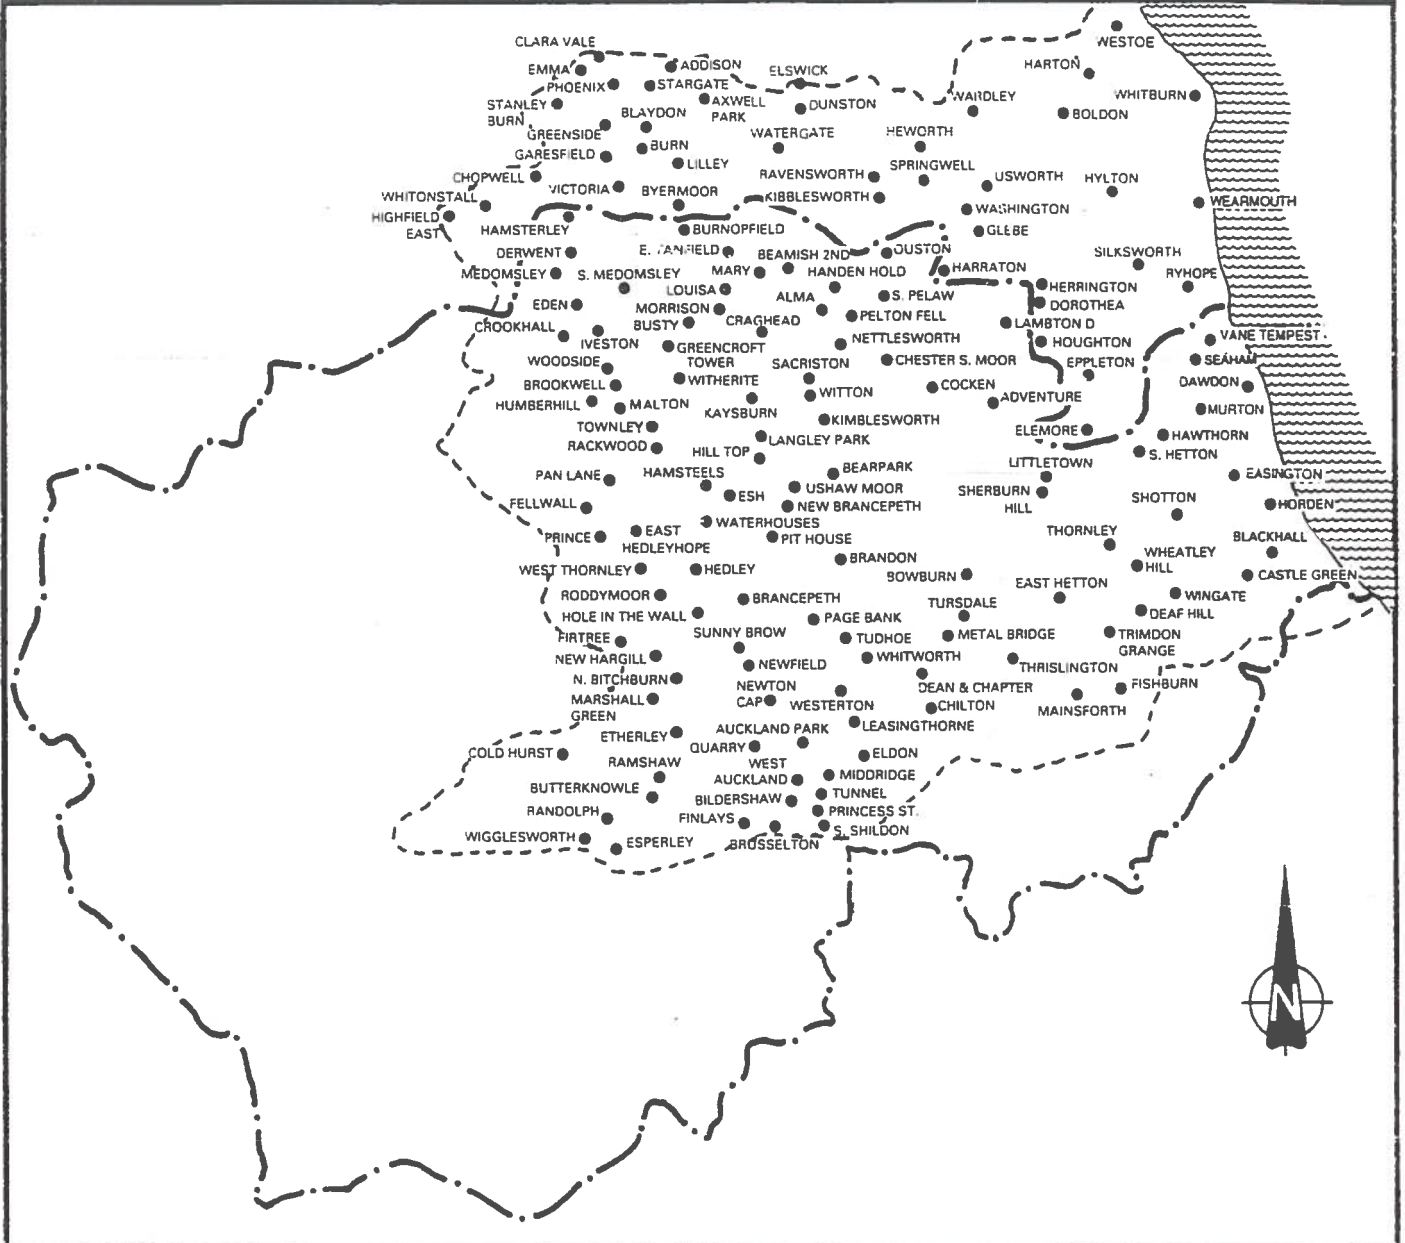 WESTOE
CLARA VALE
HARTON
ADDISON
EMMA
ELSWICK
PHOENIX
STARGATE
WHITBURN
WARDLEY
STANLEY
BURN
AXWELL
PARK
DUNSTON
BOLDON
BLAYDON
GREENSIDE
WATERGATE
HEWORTH
BURN
GARESFIELD
LILLEY
SPRINGWELL
CHOPWELL
RAVENSWORTH
USWORTH
HYLTON
VICTORIA
BYERMOOR
WHITONSTALL
KIBBLESWORTH
WEARMOUTH
WASHINGTON
HIGHFIELD
EAST
HAMSTERLEY
BURNOPFIELD
GLEBE
DERWENT
E. TANFIELD
BEAMISH 2ND
OUSTON
SILKSWORTH
MEDOMSLEY
S. MEDOMSLEY
MARY
HANDEN HOLD
HARRATON
RYHOPE
LOUISA
ALMA
S. PELAW
HERRINGTON
EDEN
MORRISON
DOROTHEA
CROOKHALL
BUSTY
CRAGHEAD
PELTON FELL
LAMBTON D
IVESTON
GREENCROFT
TOWER
NETTLESWORTH
HOUGHTON
VANE TEMPEST
WOODSIDE
SACRISTON
CHESTER S. MOOR
EPPLETON
SEAHAM
BROOKWELL
WITHERITE
WITTON
COCKEN
DAWDON
HUMBERHILL
MALTON
KAYSBURN
ADVENTURE
MURTON
TOWNLEY
KIMBLESWORTH
ELEMORE
HAWTHORN
RACKWOOD
LANGLEY PARK
HILL TOP
S. HETTON
PAN LANE
HAMSTEELS
BEARPARK
LITTLETOWN
EASINGTON
ESH
USHAW MOOR
SHERBURN
HILL
SHOTTON
FELLWALL
NEW BRANCEPETH
HORDEN
WATERHOUSES
PRINCE
EAST
HEDLEYHOPE
PIT HOUSE
THORNLEY
BLACKHALL
BRANDON
WHEATLEY
HILL
WEST THORNLEY
HEDLEY
BOWBURN
CASTLE GREEN
EAST HETTON
RODDYMOOR
BRANCEPETH
WINGATE
HOLE IN THE WALL
PAGE BANK
TURSDALE
DEAF HILL
FIRTREE
SUNNY BROW
TUDHOE
METAL BRIDGE
TRIMDON
GRANGE
NEW HARGILL
NEWFIELD
WHITWORTH
THRISLINGTON
N. BITCHBURN
NEWTON
CAP
DEAN & CHAPTER
FISHBURN
MARSHALL
GREEN
WESTERTON
CHILTON
MAINSFORTH
ETHERLEY
AUCKLAND PARK
LEASINGTHORNE
COLD HURST
QUARRY
ELDON
RAMSHAW
WEST
AUCKLAND
MIDDRIDGE
BUTTERKNOWLE
TUNNEL
BILDERSHAW
RANDOLPH
PRINCESS ST.
FINLAYS
S. SHILDON
WIGGLESWORTH
ESPERLEY
BRUSSELTON
N